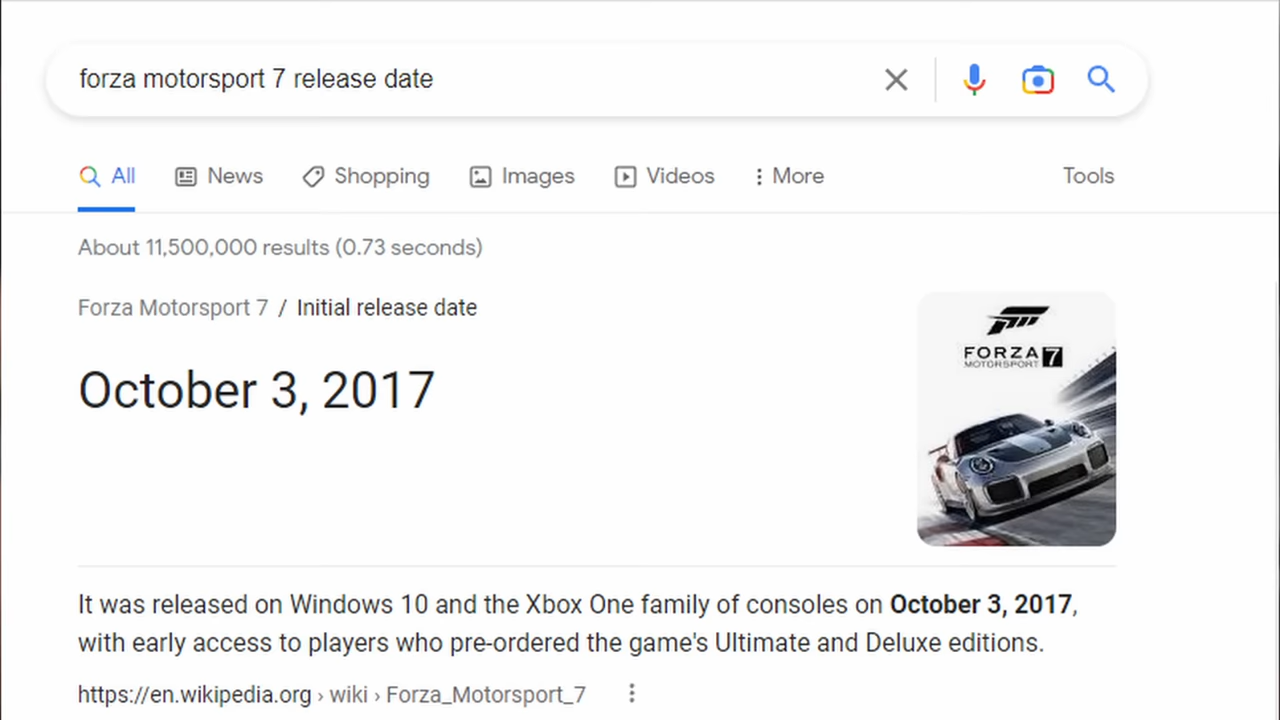 forza motorsport 7 release date
All News Shopping Images Videos More Tools
About 11,500,000 results (0.73 seconds)
Forza Motorsport 7 / Initial release date
October 3, 2017
FORZA 7
MOTORSPORT
It was released on Windows 10 and the Xbox One family of consoles on October 3, 2017,
with early access to players who pre-ordered the game's Ultimate and Deluxe editions.
https://en.wikipedia.org › wiki › Forza_Motorsport_7